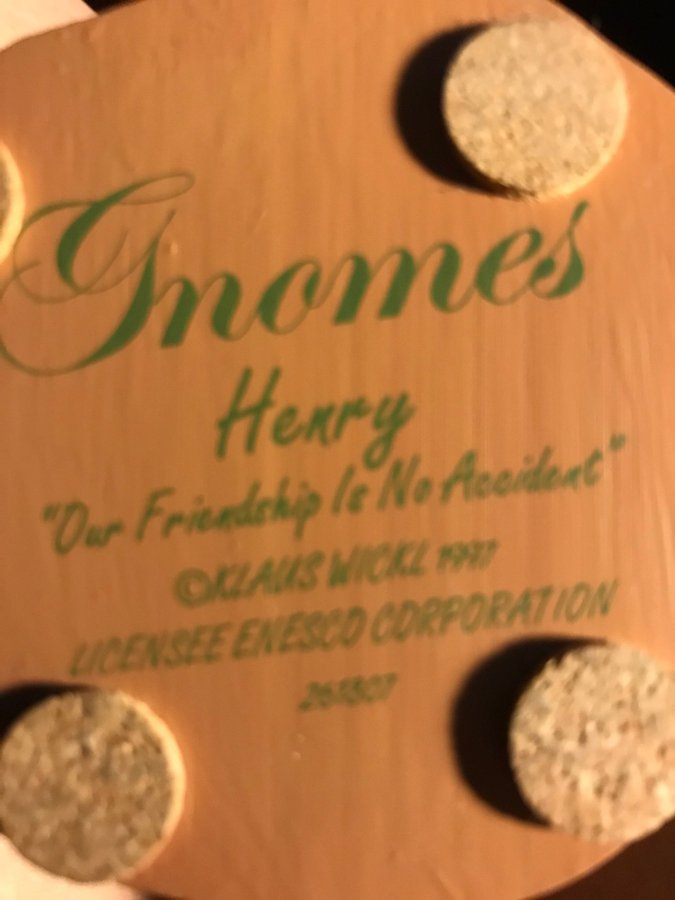 Gnomes
Henry
"Our Friendship Is No Accident"
©KLAUS WICKL 1997
LICENSEE ENESCO CORPORATION